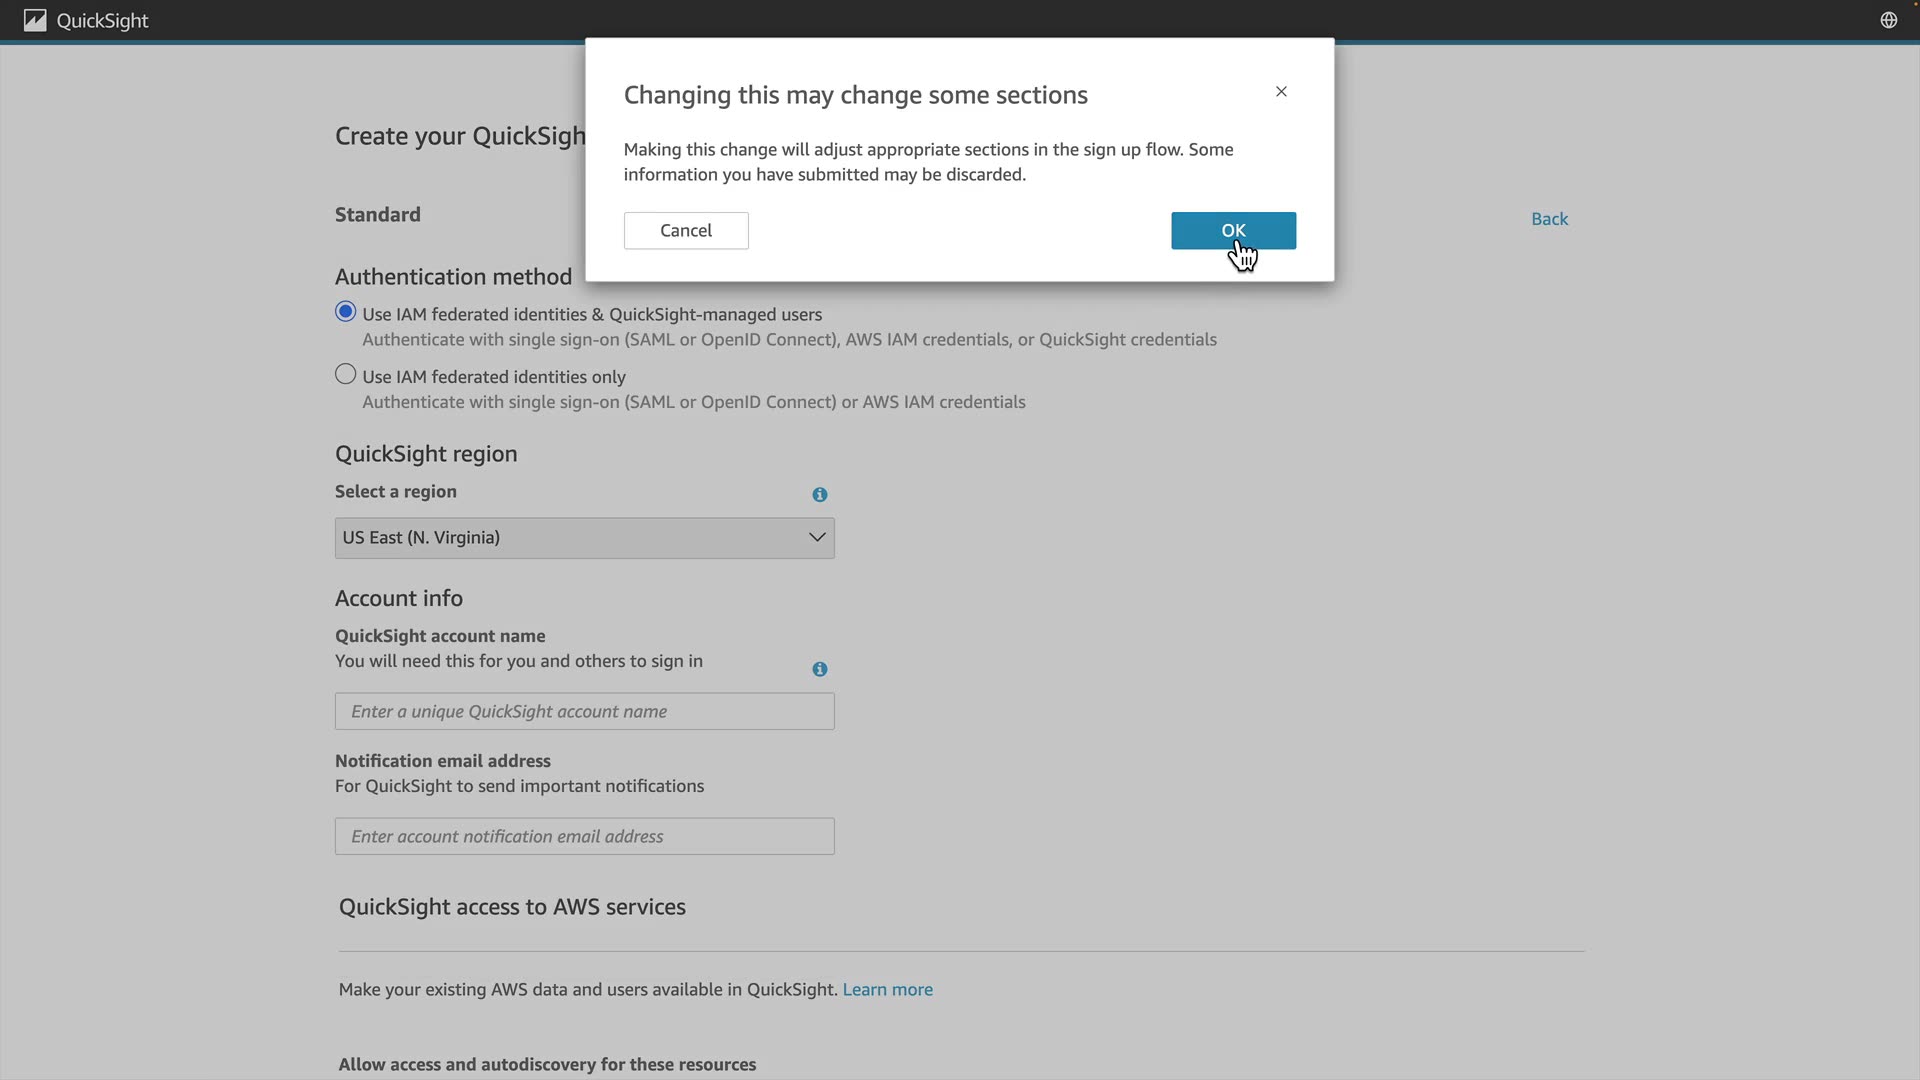 QuickSight
Changing this may change some sections
Making this change will adjust appropriate sections in the sign up flow. Some
information you have submitted may be discarded.
Cancel
OK
Create your QuickSigh
Standard
Back
Authentication method
Use IAM federated identities & QuickSight-managed users
Authenticate with single sign-on (SAML or OpenID Connect), AWS IAM credentials, or QuickSight credentials
Use IAM federated identities only
Authenticate with single sign-on (SAML or OpenID Connect) or AWS IAM credentials
QuickSight region
Select a region
US East (N. Virginia)
Account info
QuickSight account name
You will need this for you and others to sign in
Enter a unique QuickSight account name
Notification email address
For QuickSight to send important notifications
Enter account notification email address
QuickSight access to AWS services
Make your existing AWS data and users available in QuickSight. Learn more
Allow access and autodiscovery for these resources